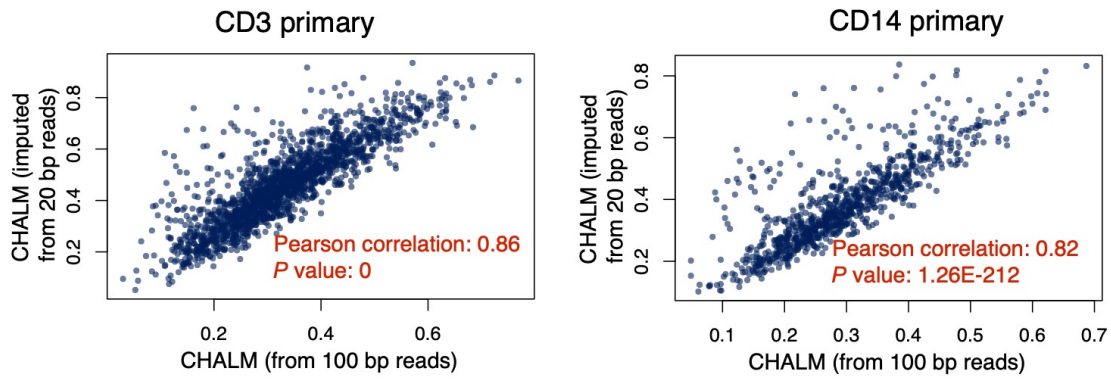 CD3 primary
CHALM (imputed
from 20 bp reads)
0.8
0.6
0.4
0.2
Pearson correlation: 0.86
P value: 0
0.2 0.4 0.6
CHALM (from 100 bp reads)
CD14 primary
CHALM (imputed
from 20 bp reads)
0.8
0.6
0.4
0.2
Pearson correlation: 0.82
P value: 1.26E-212
0.1 0.2 0.3 0.4 0.5 0.6 0.7
CHALM (from 100 bp reads)